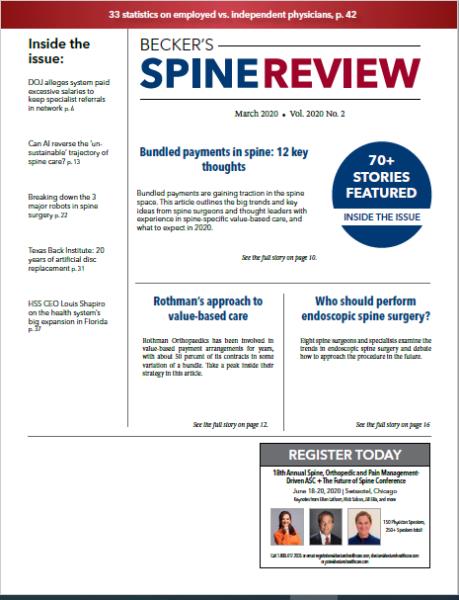 33 statistics on employed vs. independent physicians, p. 42
Inside the
issue:
DOJ alleges system paid
excessive salaries to
keep specialist referrals
in network p. 6
Can AI reverse the 'un-
sustainable' trajectory of
spine care? p. 13
Breaking down the 3
major robots in spine
surgery p.22
Texas Back Institute: 20
years of artificial disc
replacement p.31
HSS CEO Louis Shapiro
on the health system's
big expansion in Florida
p.37
BECKER'S
SPINE REVIEW
March 2020 • Vol. 2020 No. 2
Bundled payments in spine: 12 key
thoughts
Bundled payments are gaining traction in the spine
space. This article outlines the big trends and key
ideas from spine surgeons and thought leaders with
experience in spine-specific value-based care, and
what to expect in 2020.
See the full story on page 10.
70+
STORIES
FEATURED
INSIDE THE ISSUE
Rothman's approach to
value-based care
Rothman Orthopaedics has been involved in
value-based payment arrangements for years,
with about 50 percent of its contracts in some
variation of a bundle. Take a peak inside their
strategy in this article.
See the full story on page 12.
Who should perform
endoscopic spine surgery?
Eight spine surgeons and specialists examine the
trends in endoscopic spine surgery and debate
how to approach the procedure in the future.
See the full story on page 16
REGISTER TODAY
18th Annual Spine, Orthopedic and Pain Management-
Driven ASC + The Future of Spine Conference
June 18-20, 2020 | Swissotel, Chicago
150 Physician Speakers,
250+ Speakers total!